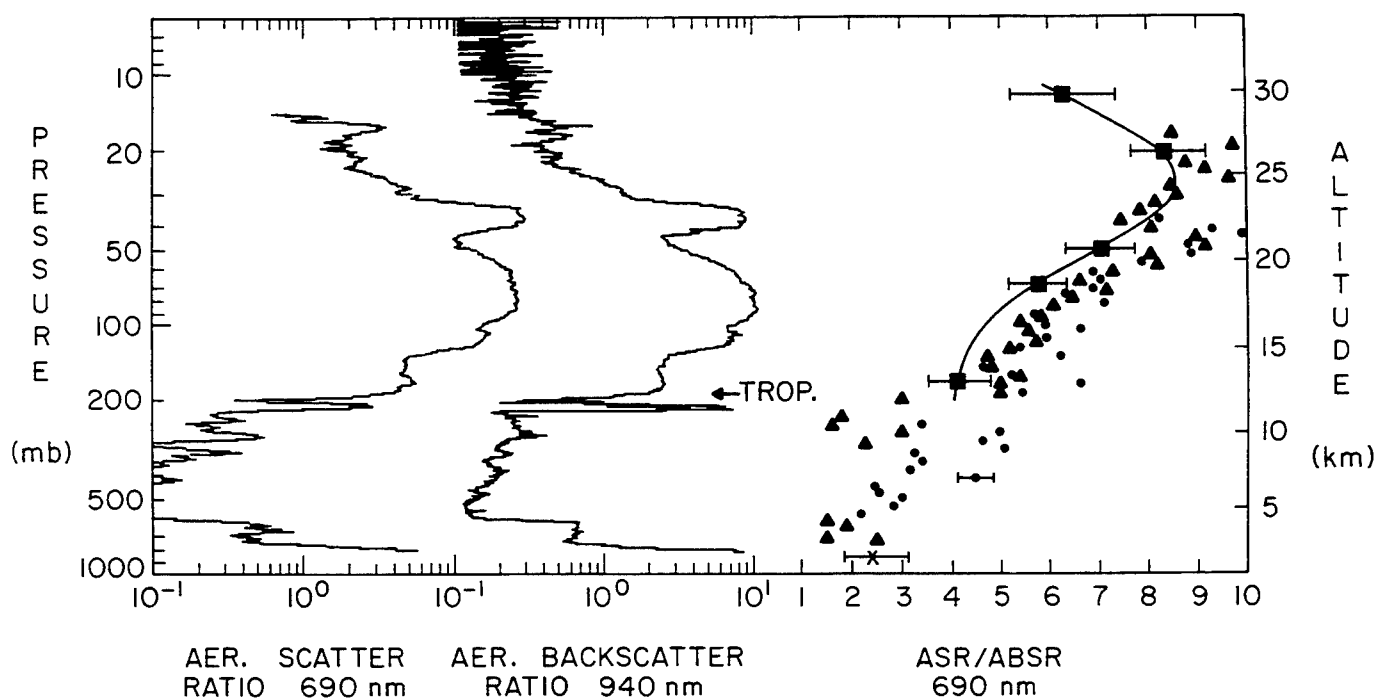 PRESSURE
(mb)
10
20
50
100
200
500
1000
TROP.
30
25
20
15
10
5
ALTITUDE
(km)
10-1 10⁰ 10-1 10⁰ 10¹ 1 2 3 4 5 6 7 8 9 10
AER. SCATTER
RATIO 690 nm
AER. BACKSCATTER
RATIO 940 nm
ASR/ABSR
690 nm